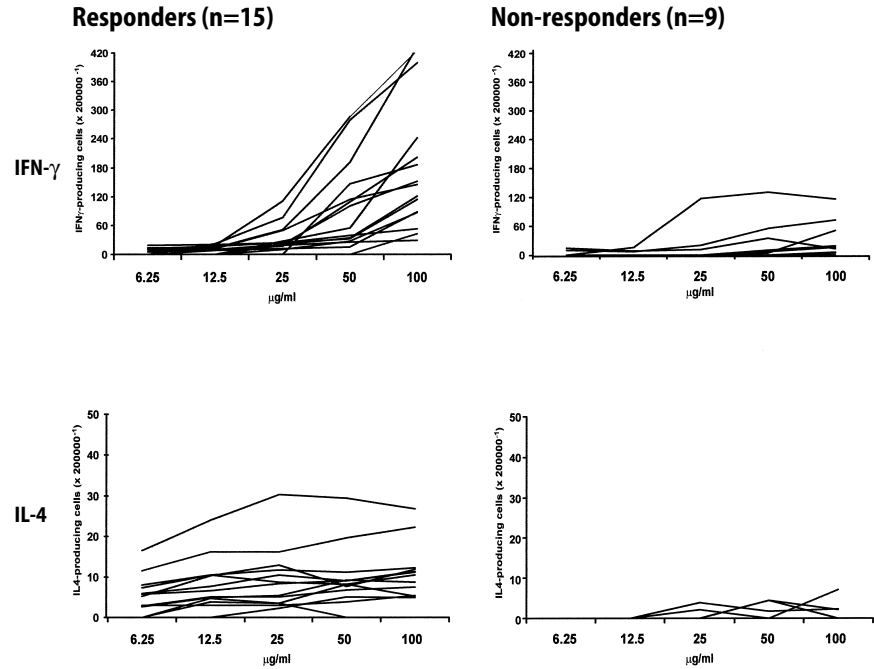 Responders (n=15)
Non-responders (n=9)
IFN-γ
IFNγ-producing cells (x 200000⁻¹)
420
360
300
240
180
120
60
0
6.25 12.5 25 50 100
µg/ml
IFNγ-producing cells (x 200000⁻¹)
420
360
300
240
180
120
60
0
6.25 12.5 25 50 100
µg/ml
IL-4
IL4-producing cells (x 200000⁻¹)
50
40
30
20
10
0
6.25 12.5 25 50 100
µg/ml
IL4-producing cells (x 200000⁻¹)
50
40
30
20
10
0
6.25 12.5 25 50 100
µg/ml